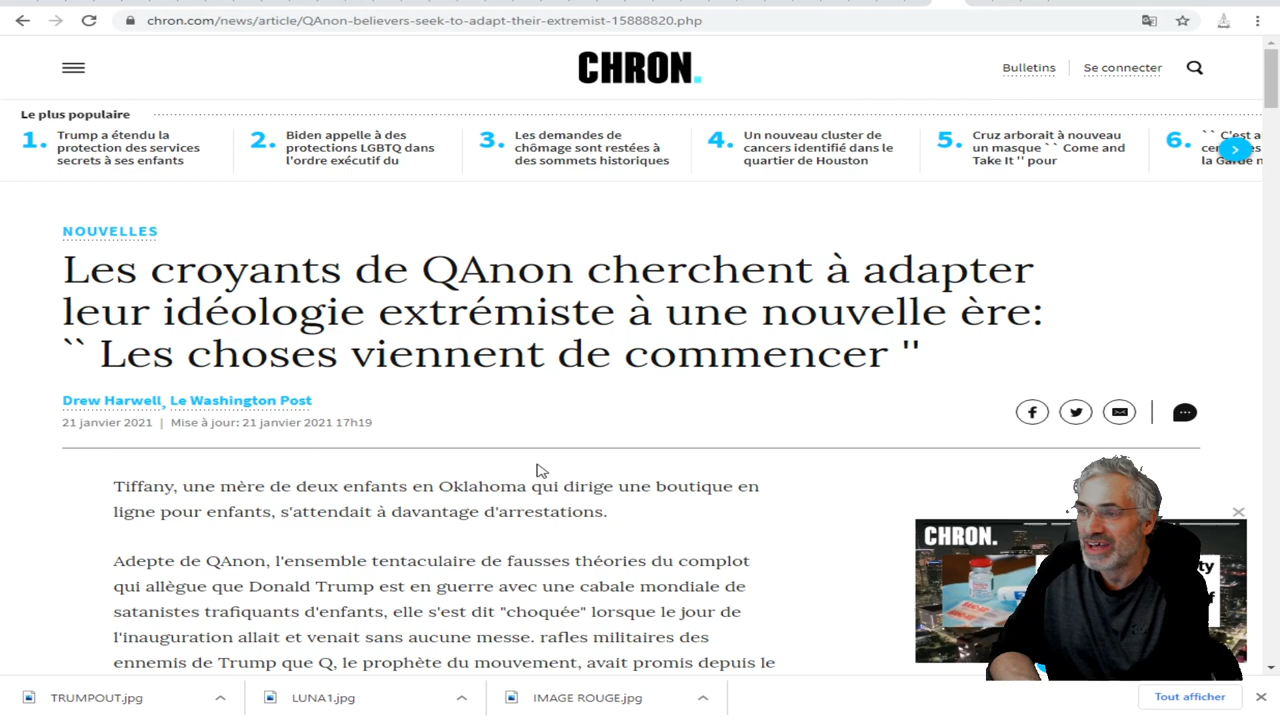 chron.com/news/article/QAnon-believers-seek-to-adapt-their-extremist-15888820.php
CHRON.
Bulletins
Se connecter
Le plus populaire
1. Trump a étendu la
protection des services
secrets à ses enfants
2. Biden appelle à des
protections LGBTQ dans
l'ordre exécutif du
3. Les demandes de
chômage sont restées à
des sommets historiques
4. Un nouveau cluster de
cancers identifié dans le
quartier de Houston
5. Cruz arborait à nouveau
un masque `` Come and
Take It '' pour
6. `` C'est
la Garde
NOUVELLES
Les croyants de QAnon cherchent à adapter
leur idéologie extrémiste à une nouvelle ère:
`` Les choses viennent de commencer ''
Drew Harwell, Le Washington Post
21 janvier 2021 | Mise à jour: 21 janvier 2021 17h19
Tiffany, une mère de deux enfants en Oklahoma qui dirige une boutique en
ligne pour enfants, s'attendait à davantage d'arrestations.
Adepte de QAnon, l'ensemble tentaculaire de fausses théories du complot
qui allègue que Donald Trump est en guerre avec une cabale mondiale de
satanistes trafiquants d'enfants, elle s'est dit "choquée" lorsque le jour de
l'inauguration allait et venait sans aucune messe. rafles militaires des
ennemis de Trump que Q, le prophète du mouvement, avait promis depuis le
CHRON.
TRUMPOUT.jpg
LUNA1.jpg
IMAGE ROUGE.jpg
Tout afficher